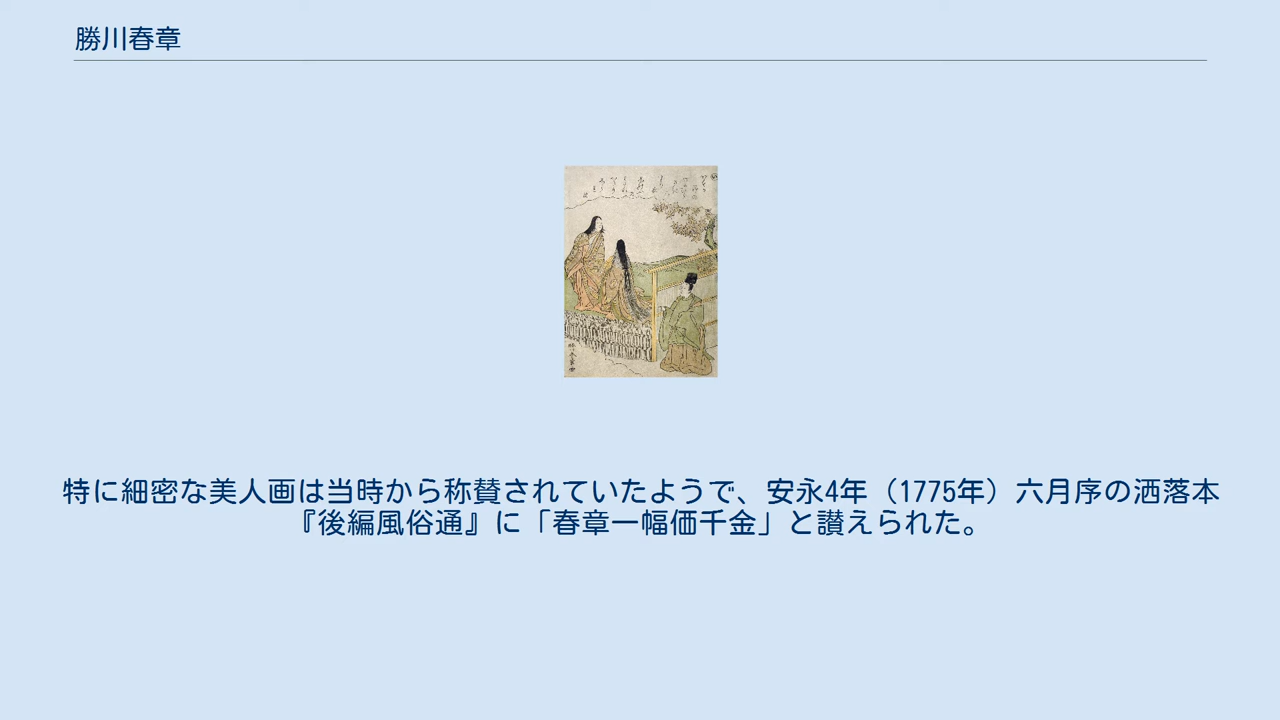 勝川春章
特に細密な美人画は当時から称賛されていたようで、安永4年（1775年）六月序の洒落本
『後編風俗通』に「春章一幅価千金」と讃えられた。